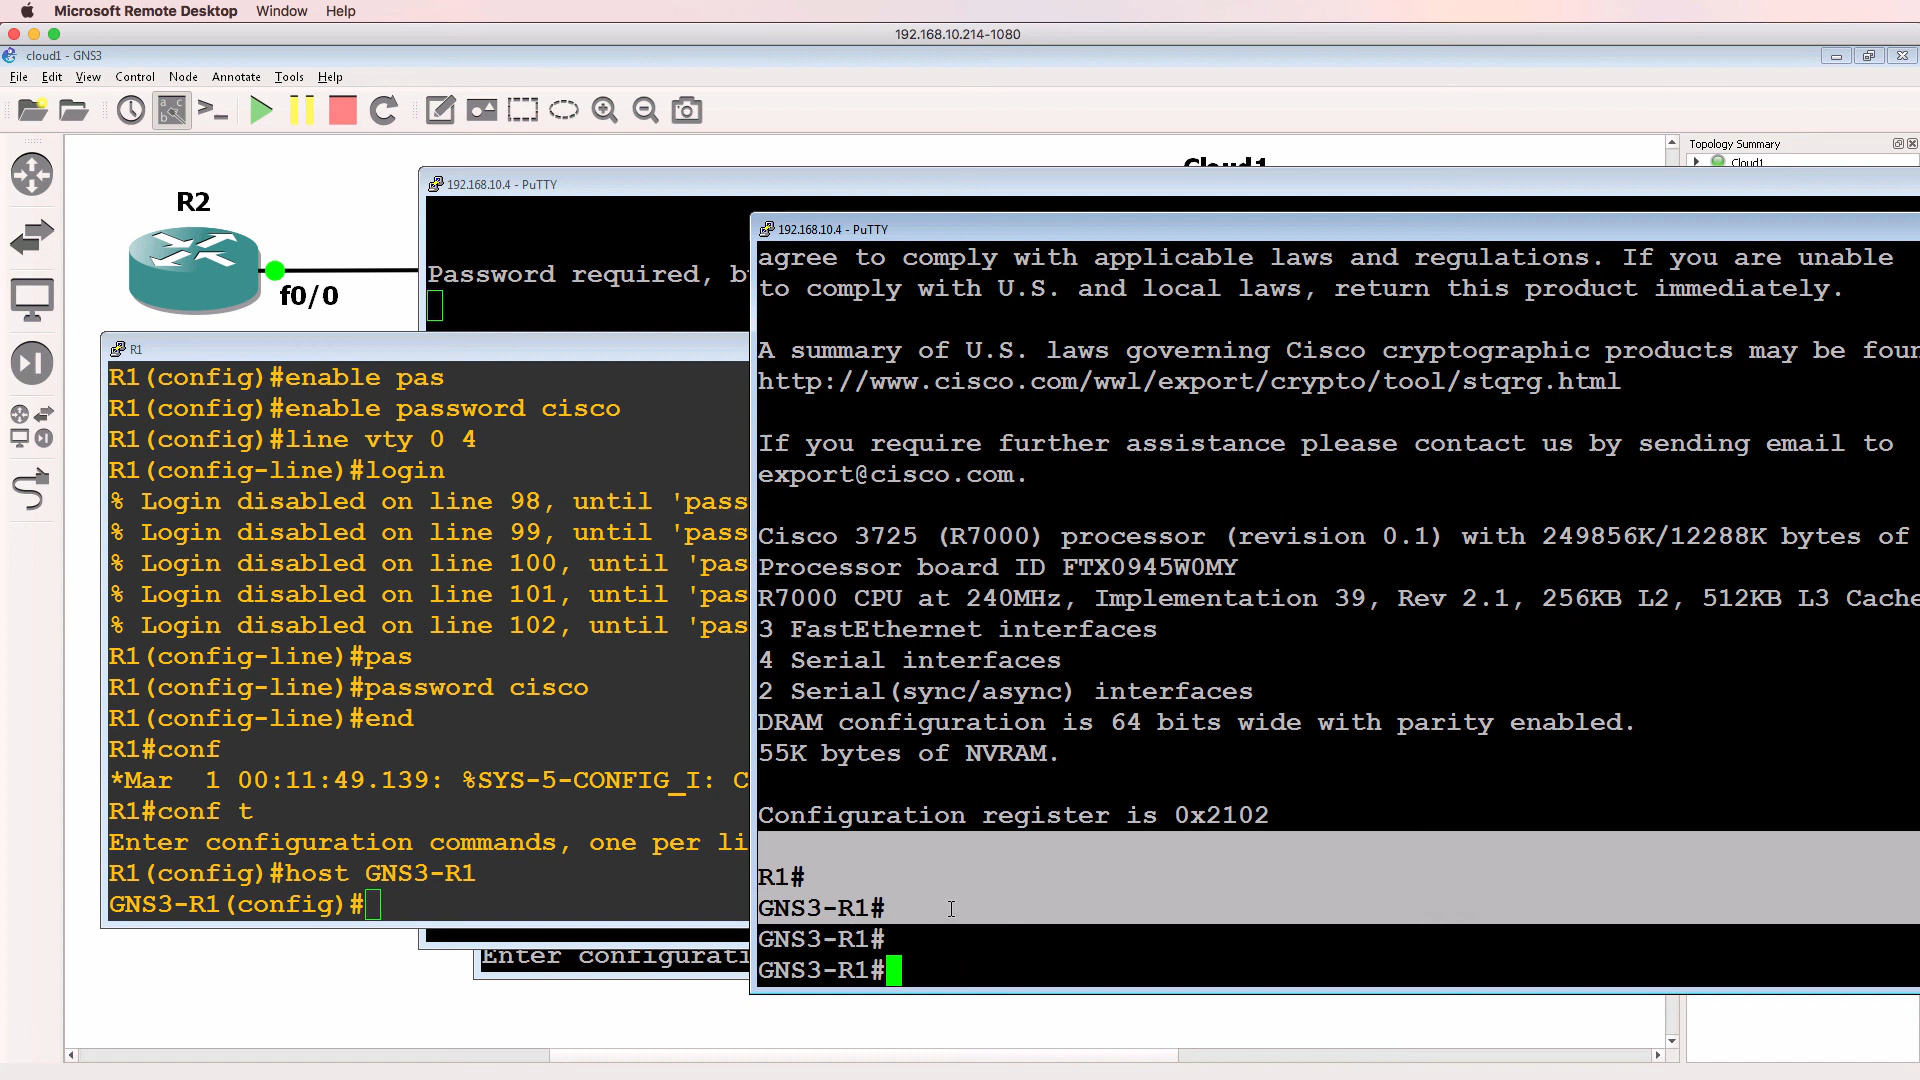 Microsoft Remote Desktop Window Help
192.168.10.214-1080
cloud1 - GNS3
File Edit View Control Node Annotate Tools Help
Topology Summary
Cloud1
Cloud1
R2
f0/0
192.168.10.4 - PuTTY
Password required, b
192.168.10.4 - PuTTY
agree to comply with applicable laws and regulations. If you are unable
to comply with U.S. and local laws, return this product immediately.
A summary of U.S. laws governing Cisco cryptographic products may be foun
http://www.cisco.com/wwl/export/crypto/tool/stqrg.html
If you require further assistance please contact us by sending email to
export@cisco.com.
Cisco 3725 (R7000) processor (revision 0.1) with 249856K/12288K bytes of
Processor board ID FTX0945W0MY
R7000 CPU at 240MHz, Implementation 39, Rev 2.1, 256KB L2, 512KB L3 Cache
3 FastEthernet interfaces
4 Serial interfaces
2 Serial(sync/async) interfaces
DRAM configuration is 64 bits wide with parity enabled.
55K bytes of NVRAM.
Configuration register is 0x2102
R1#
GNS3-R1#
GNS3-R1#
GNS3-R1#
R1
R1(config)#enable pas
R1(config)#enable password cisco
R1(config)#line vty 0 4
R1(config-line)#login
% Login disabled on line 98, until 'pass
% Login disabled on line 99, until 'pass
% Login disabled on line 100, until 'pas
% Login disabled on line 101, until 'pas
% Login disabled on line 102, until 'pas
R1(config-line)#pas
R1(config-line)#password cisco
R1(config-line)#end
R1#conf
*Mar  1 00:11:49.139: %SYS-5-CONFIG_I: C
R1#conf t
Enter configuration commands, one per li
R1(config)#host GNS3-R1
GNS3-R1(config)#
Enter configurati